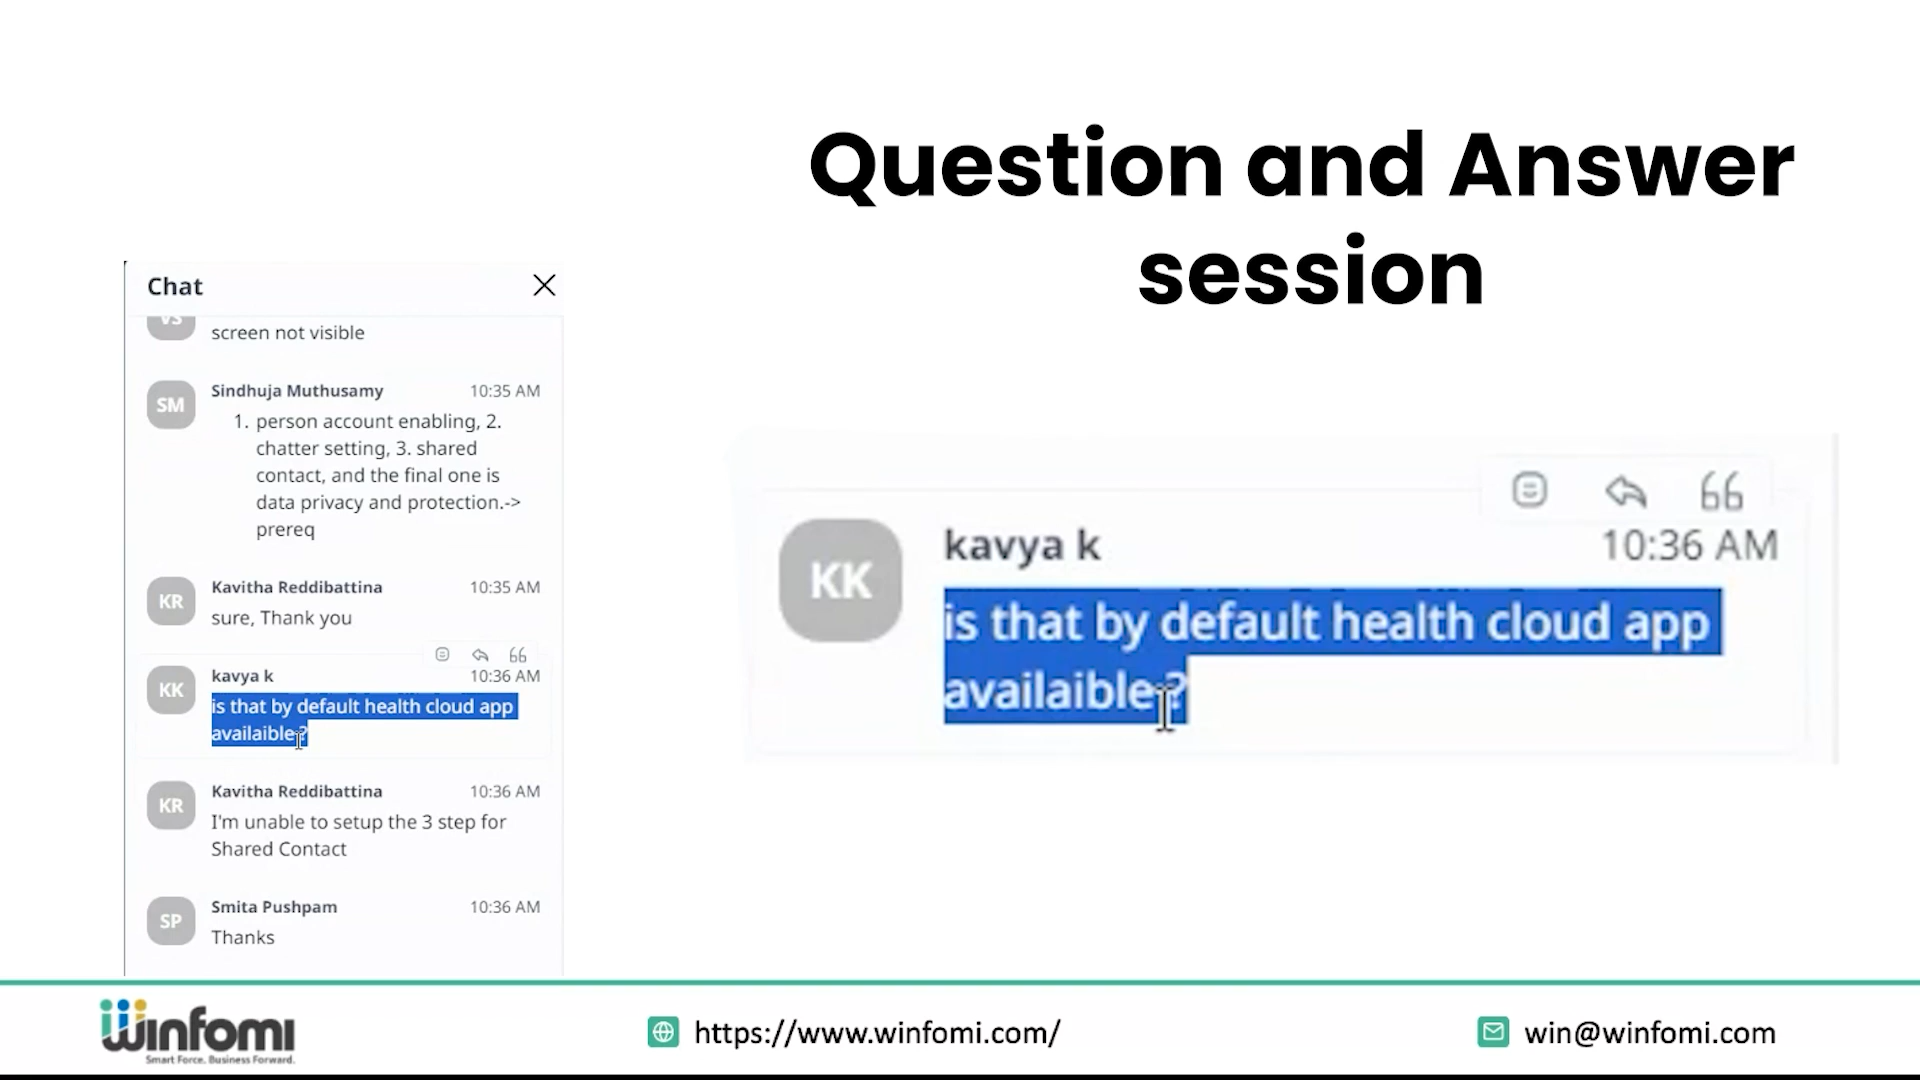 Question and Answer
session
Chat
VS
screen not visible
SM
Sindhuja Muthusamy 10:35 AM
1. person account enabling, 2.
chatter setting, 3. shared
contact, and the final one is
data privacy and protection.->
prereq
KR
Kavitha Reddibattina 10:35 AM
sure, Thank you
KK
kavya k 10:36 AM
is that by default health cloud app
availaible?
KR
Kavitha Reddibattina 10:36 AM
I'm unable to setup the 3 step for
Shared Contact
SP
Smita Pushpam 10:36 AM
Thanks
KK
kavya k 10:36 AM
is that by default health cloud app
availaible?
winfomi
Smart Force. Business Forward.
https://www.winfomi.com/
win@winfomi.com